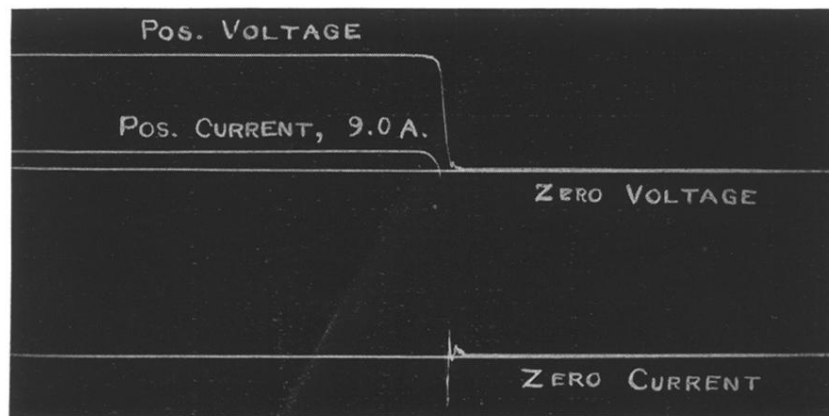 POS. VOLTAGE
POS. CURRENT, 9.0 A.
ZERO VOLTAGE
ZERO CURRENT